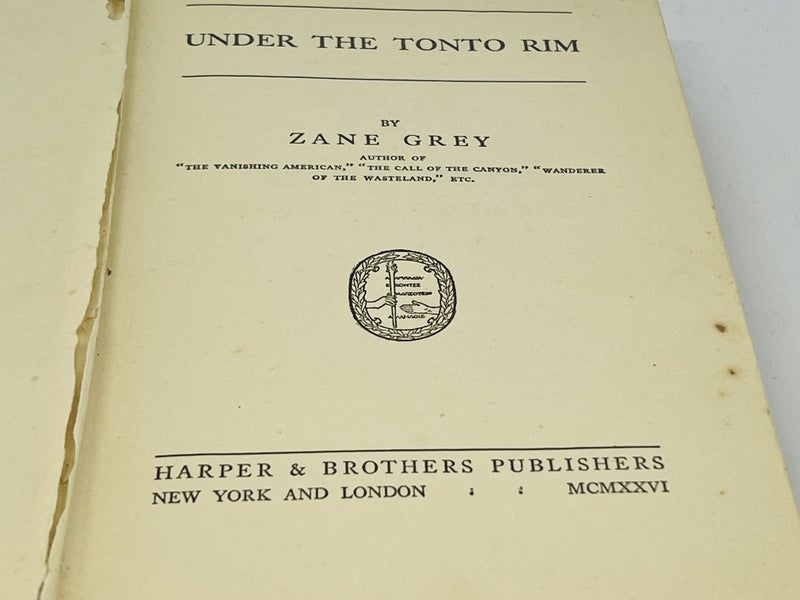 UNDER THE TONTO RIM
BY
ZANE GREY
AUTHOR OF
"THE VANISHING AMERICAN," "THE CALL OF THE CANYON," "WANDERER
OF THE WASTELAND," ETC.
HARPER & BROTHERS PUBLISHERS
NEW YORK AND LONDON : : MCMXXVI